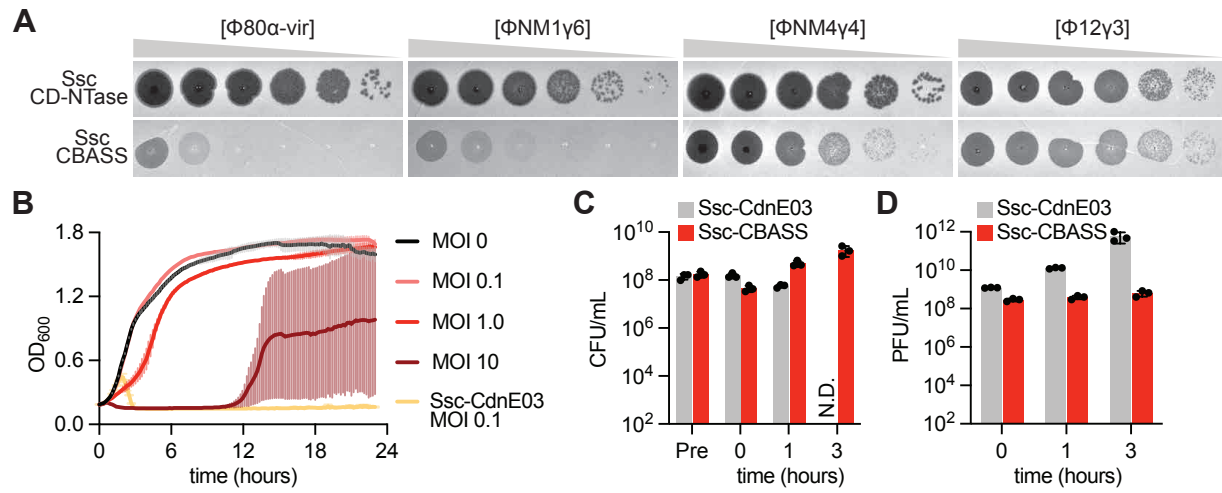 A
[Φ80α-vir]
[ΦNM1γ6]
[ΦNM4γ4]
[Φ12γ3]
Ssc
CD-NTase
Ssc
CBASS
B
OD600
1.8
1.2
0.6
0.0
0
6
12
18
24
time (hours)
MOI 0
MOI 0.1
MOI 1.0
MOI 10
Ssc-CdnE03
MOI 0.1
C
Ssc-CdnE03
Ssc-CBASS
CFU/mL
10^10
10^8
10^6
10^4
10^2
N.D.
Pre
0
1
3
time (hours)
D
Ssc-CdnE03
Ssc-CBASS
PFU/mL
10^12
10^10
10^8
10^6
10^4
10^2
0
1
3
time (hours)